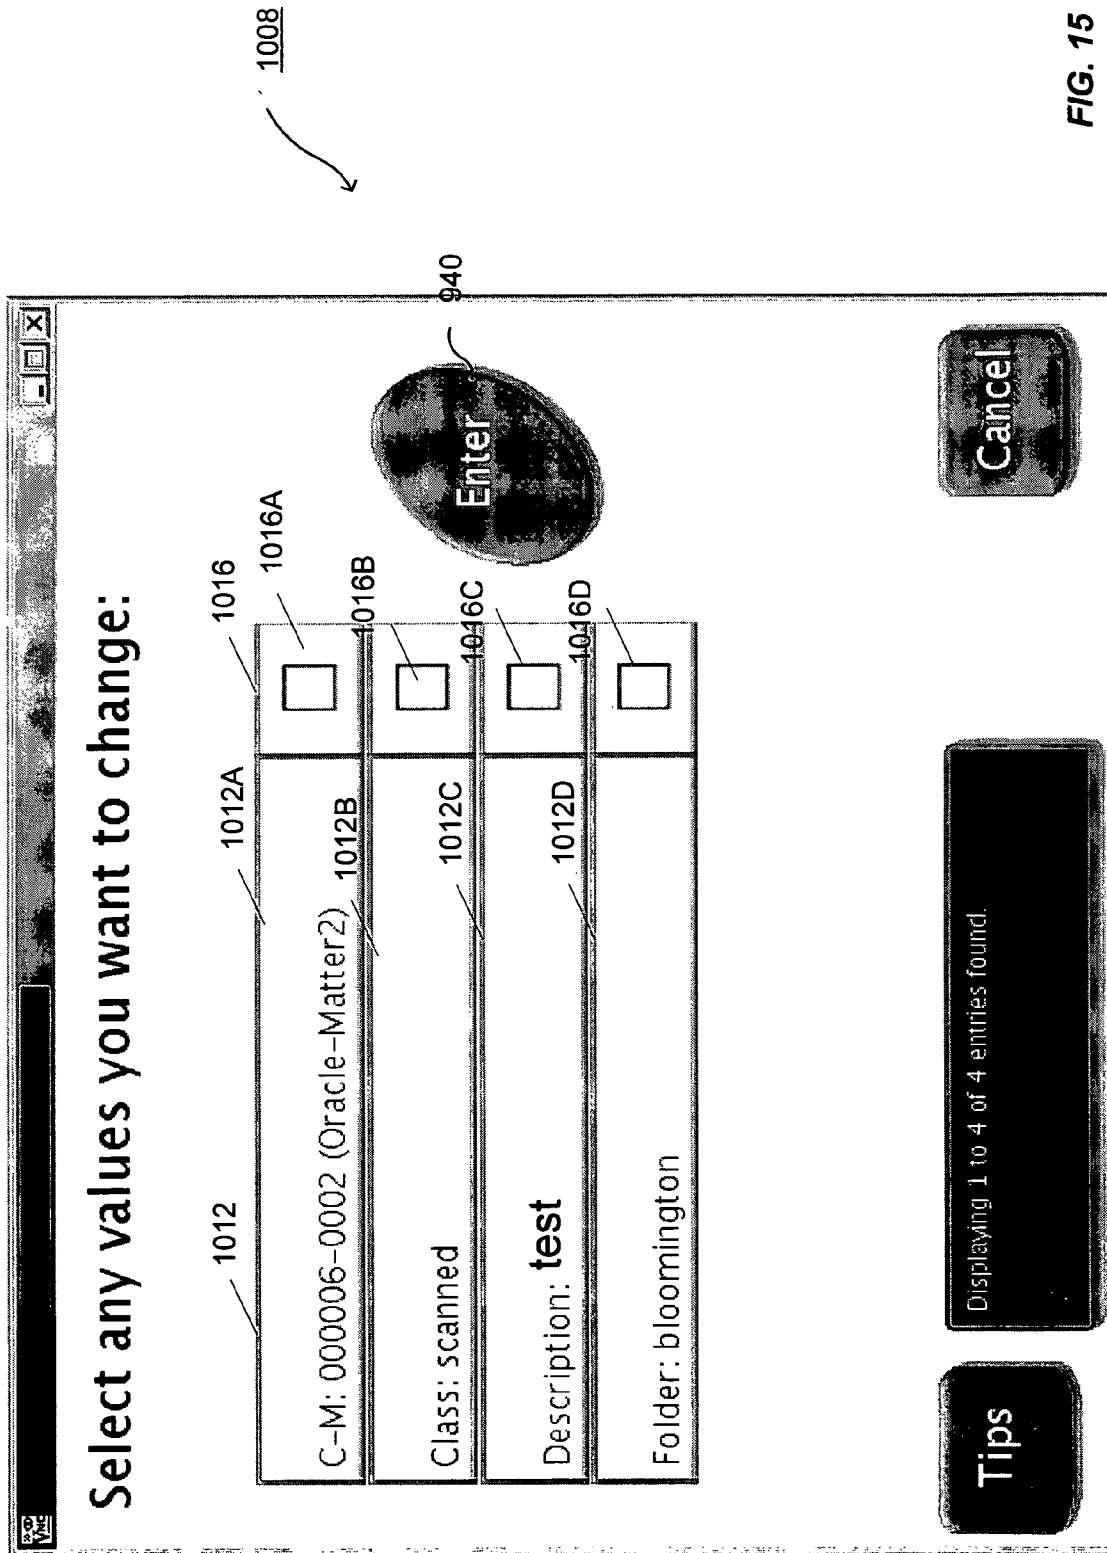 1008
Select any values you want to change:
1012
1012A
1016
1016A
C-M: 000006-0002 (Oracle-Matter2)
1012B
1016B
Class: scanned
1012C
1016C
Description: test
1012D
1016D
Folder: bloomington
940
Enter
Tips
Displaying 1 to 4 of 4 entries found.
Cancel
FIG. 15